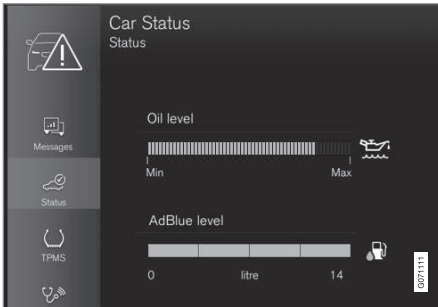 Car Status
Status
Messages
Status
TPMS
Oil level
Min Max
AdBlue level
0 litre 14
G071111